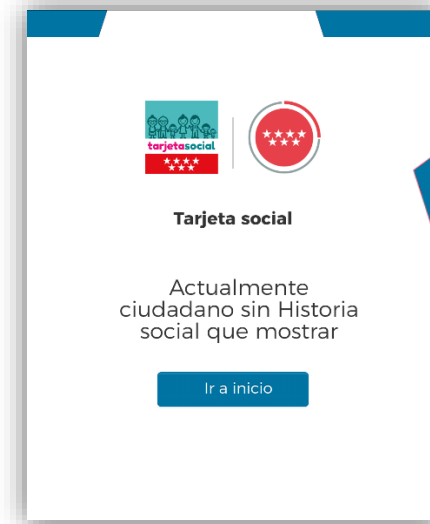 tarjetasocial
Tarjeta social
Actualmente
ciudadano sin Historia
social que mostrar
Ir a inicio